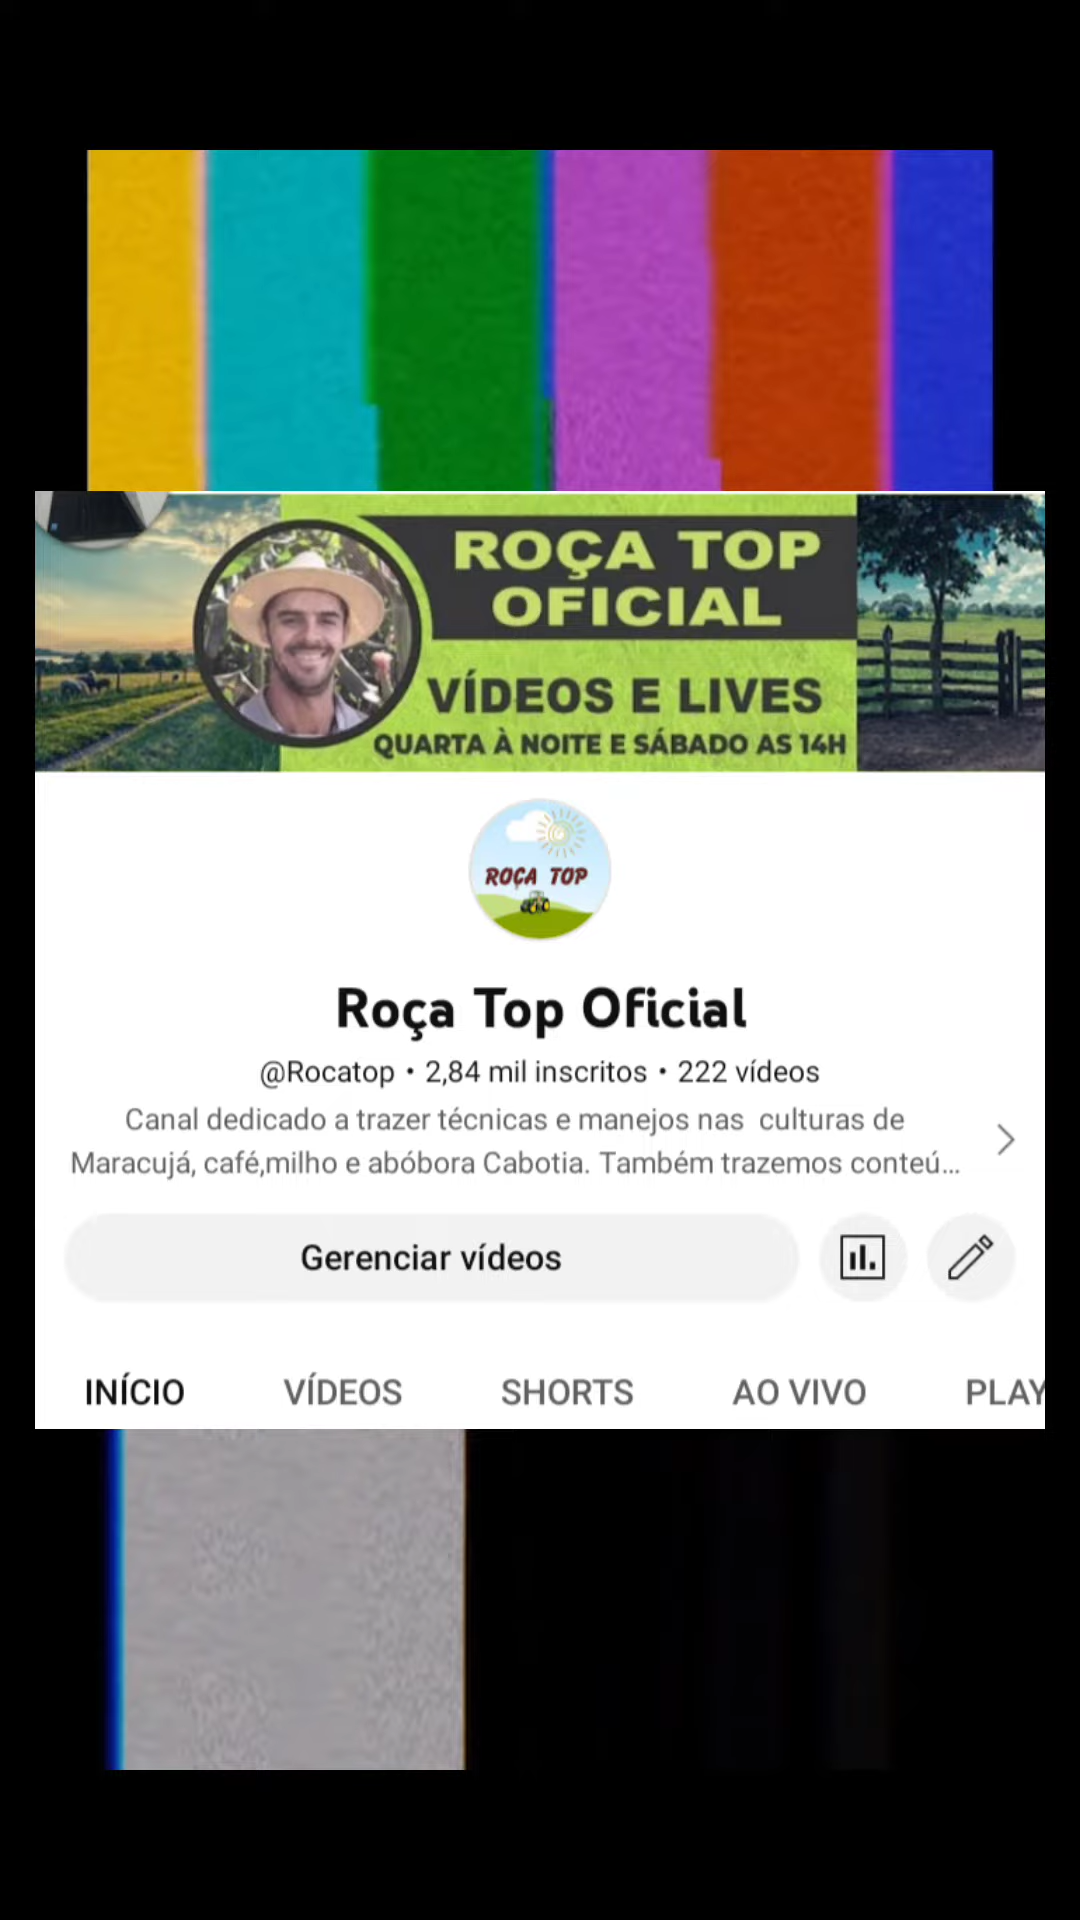 ROÇA TOP
OFICIAL
VÍDEOS E LIVES
QUARTA À NOITE E SÁBADO AS 14H
ROÇA TOP
Roça Top Oficial
@Rocatop • 2,84 mil inscritos • 222 vídeos
Canal dedicado a trazer técnicas e manejos nas  culturas de
Maracujá, café,milho e abóbora Cabotia. Também trazemos conteú...
Gerenciar vídeos
INÍCIO VÍDEOS SHORTS AO VIVO PLAY